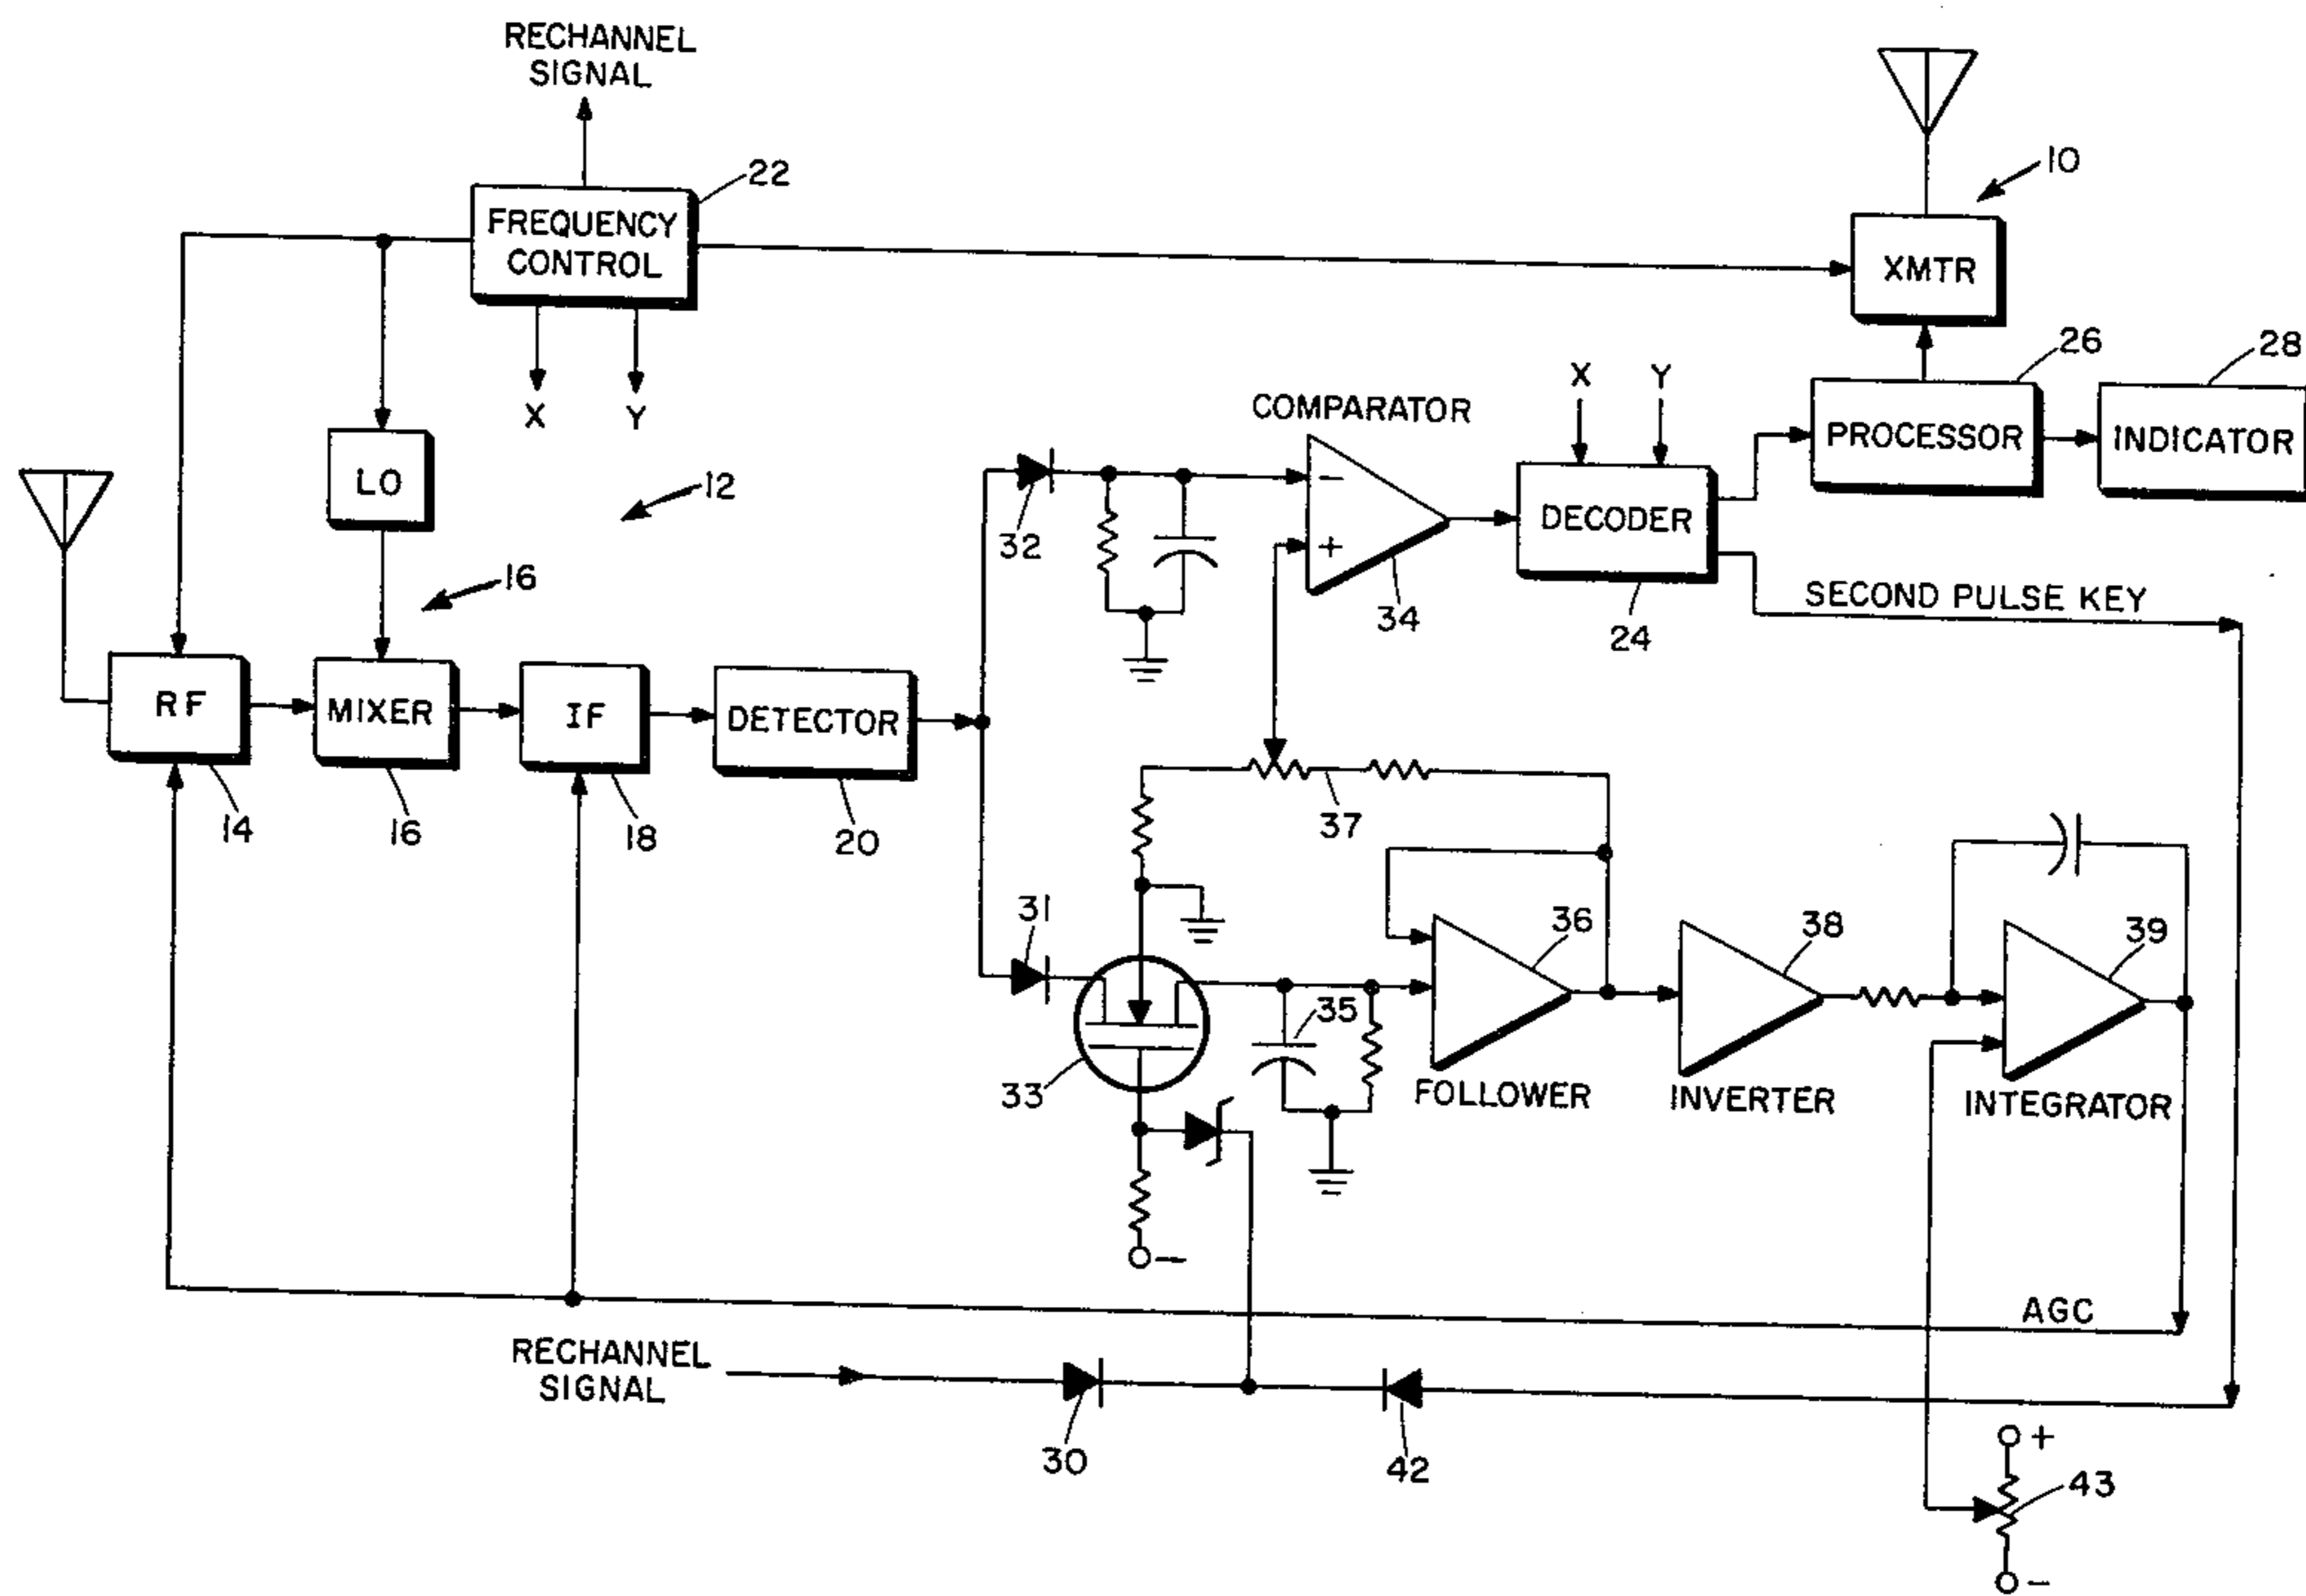 RECHANNEL
SIGNAL
22
10
FREQUENCY
CONTROL
XMTR
26
28
X
Y
X
Y
COMPARATOR
PROCESSOR
INDICATOR
LO
12
-
+
32
DECODER
34
24
SECOND PULSE KEY
16
RF
MIXER
IF
DETECTOR
14
16
18
20
37
31
36
38
39
35
33
FOLLOWER
INVERTER
INTEGRATOR
-
AGC
RECHANNEL
SIGNAL
30
42
+
43
-